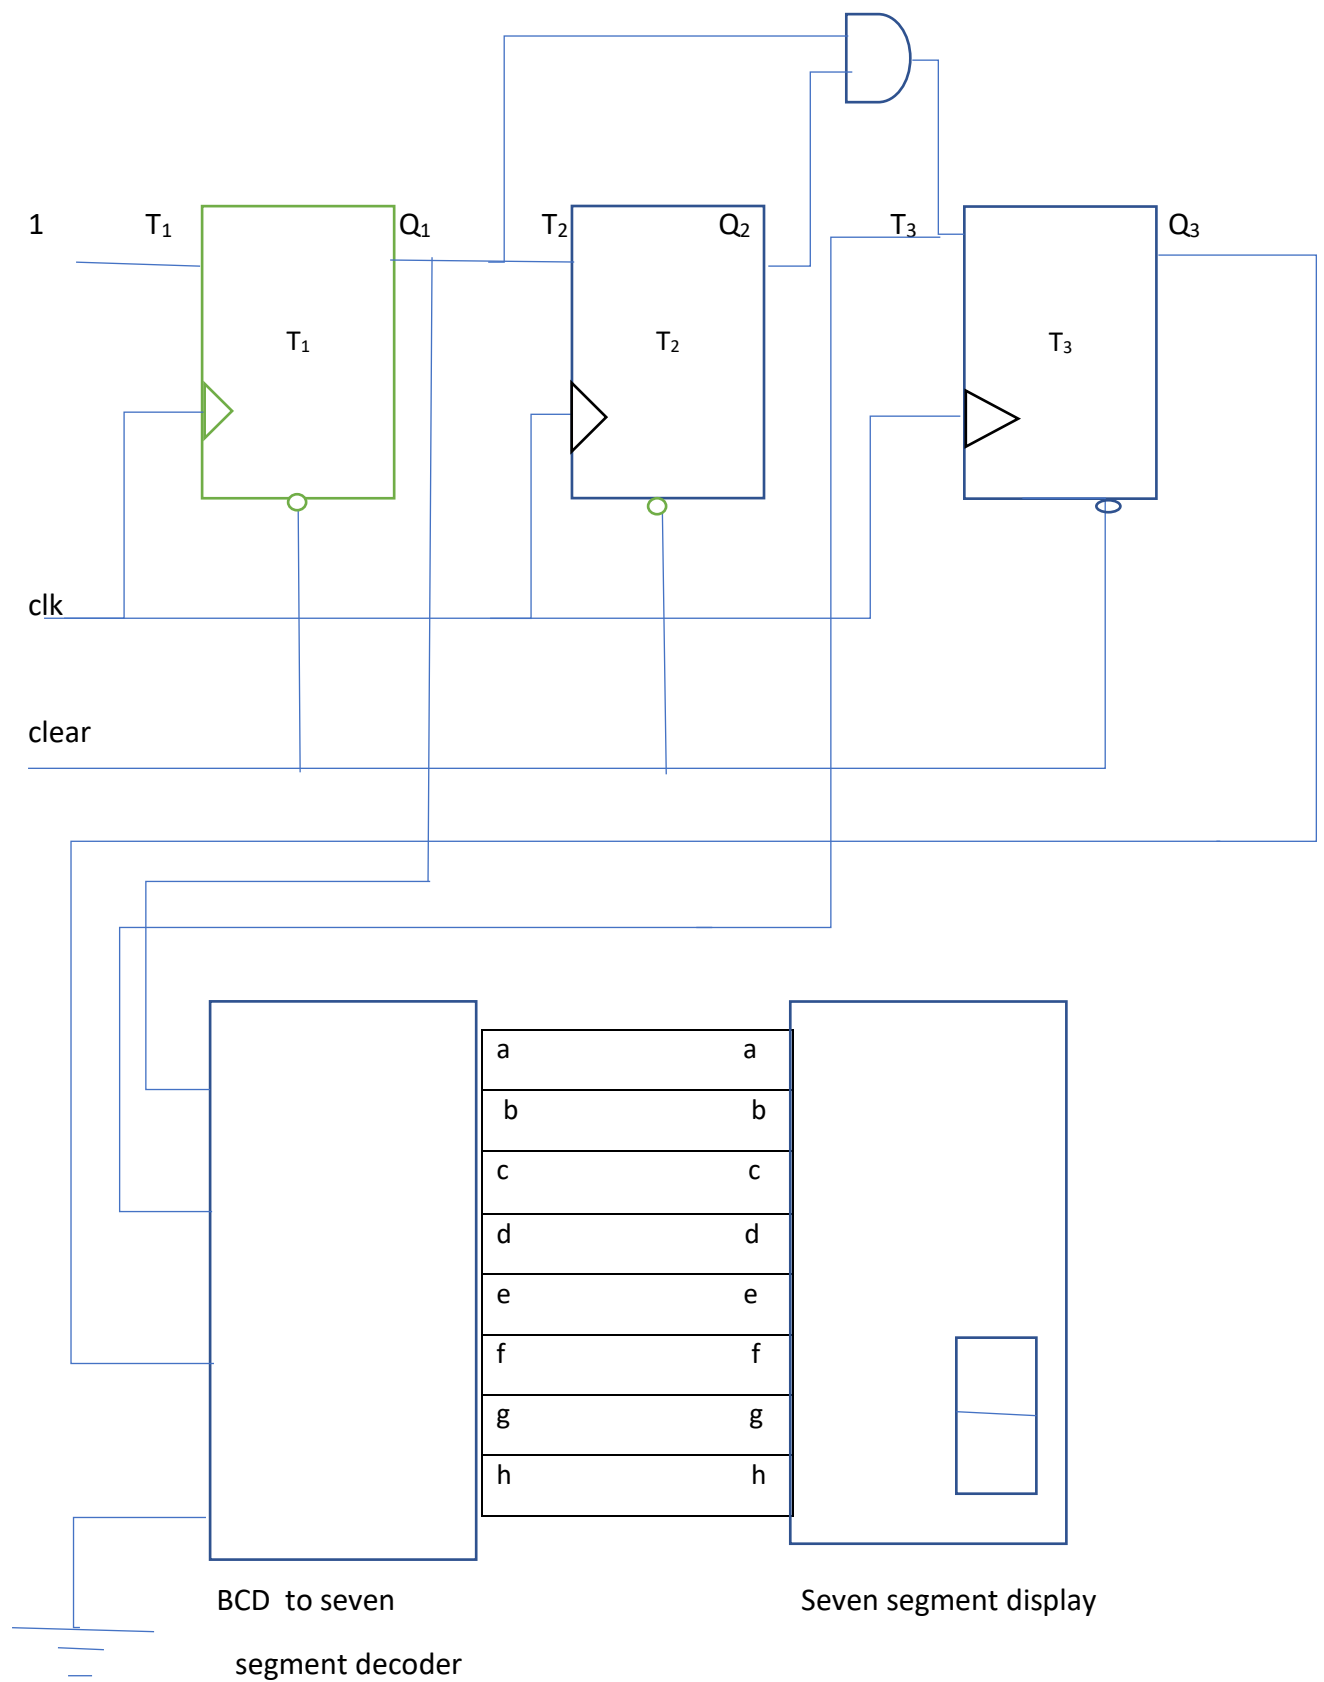 1 T₁ Q₁ T₂ Q₂ T₃ Q₃
T₁ T₂ T₃
clk
clear
a a
b b
c c
d d
e e
f f
g g
h h
BCD to seven Seven segment display
segment decoder